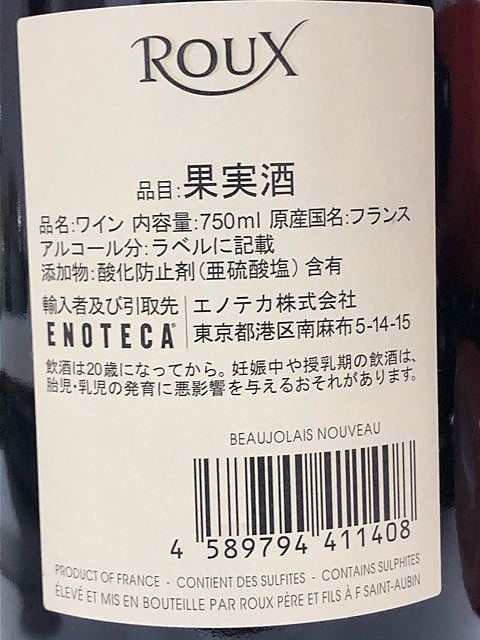 ROUX
品目:果実酒
品名:ワイン 内容量:750ml 原産国名:フランス
アルコール分:ラベルに記載
添加物:酸化防止剤(亜硫酸塩)含有
輸入者及び引取先 エノテカ株式会社
ENOTECA® 東京都港区南麻布5-14-15
飲酒は20歳になってから。妊娠中や授乳期の飲酒は、
胎児・乳児の発育に悪影響を与えるおそれがあります。
BEAUJOLAIS NOUVEAU
4 589794 411408
PRODUCT OF FRANCE - CONTIENT DES SULFITES - CONTAINS SULPHITES
ÉLEVÉ ET MIS EN BOUTEILLE PAR ROUX PÈRE ET FILS À F SAINT-AUBIN